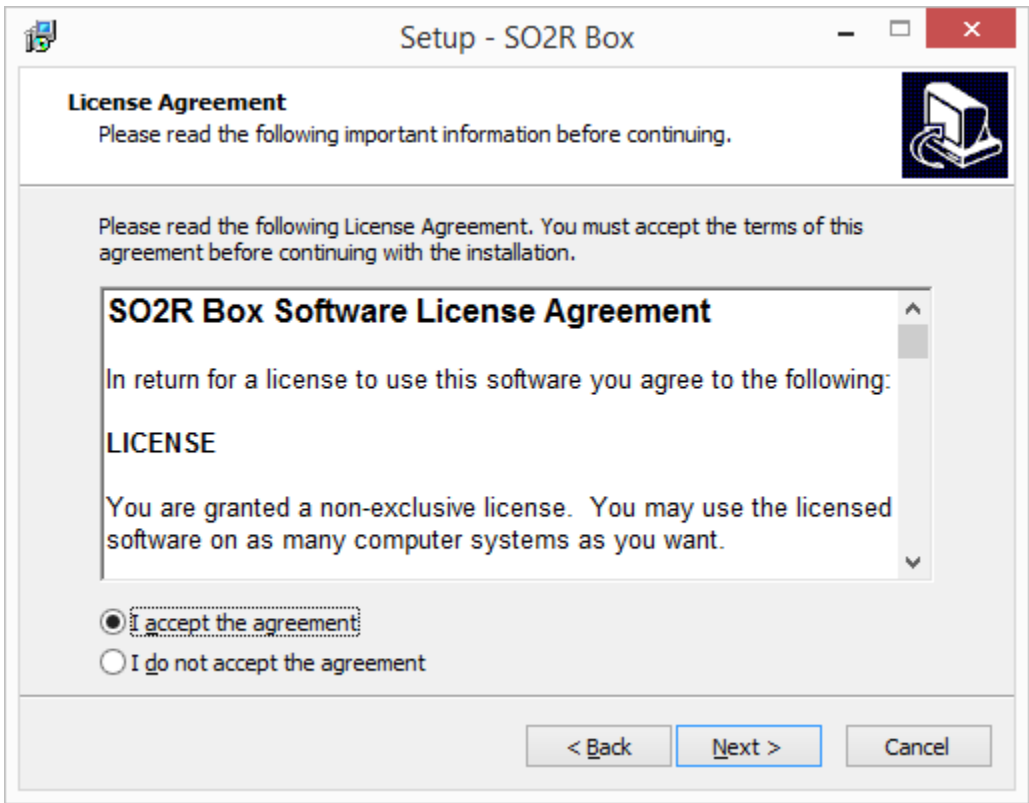 Setup - SO2R Box
License Agreement
Please read the following important information before continuing.
Please read the following License Agreement. You must accept the terms of this
agreement before continuing with the installation.
SO2R Box Software License Agreement
In return for a license to use this software you agree to the following:
LICENSE
You are granted a non-exclusive license.  You may use the licensed
software on as many computer systems as you want.
I accept the agreement
I do not accept the agreement
< Back
Next >
Cancel